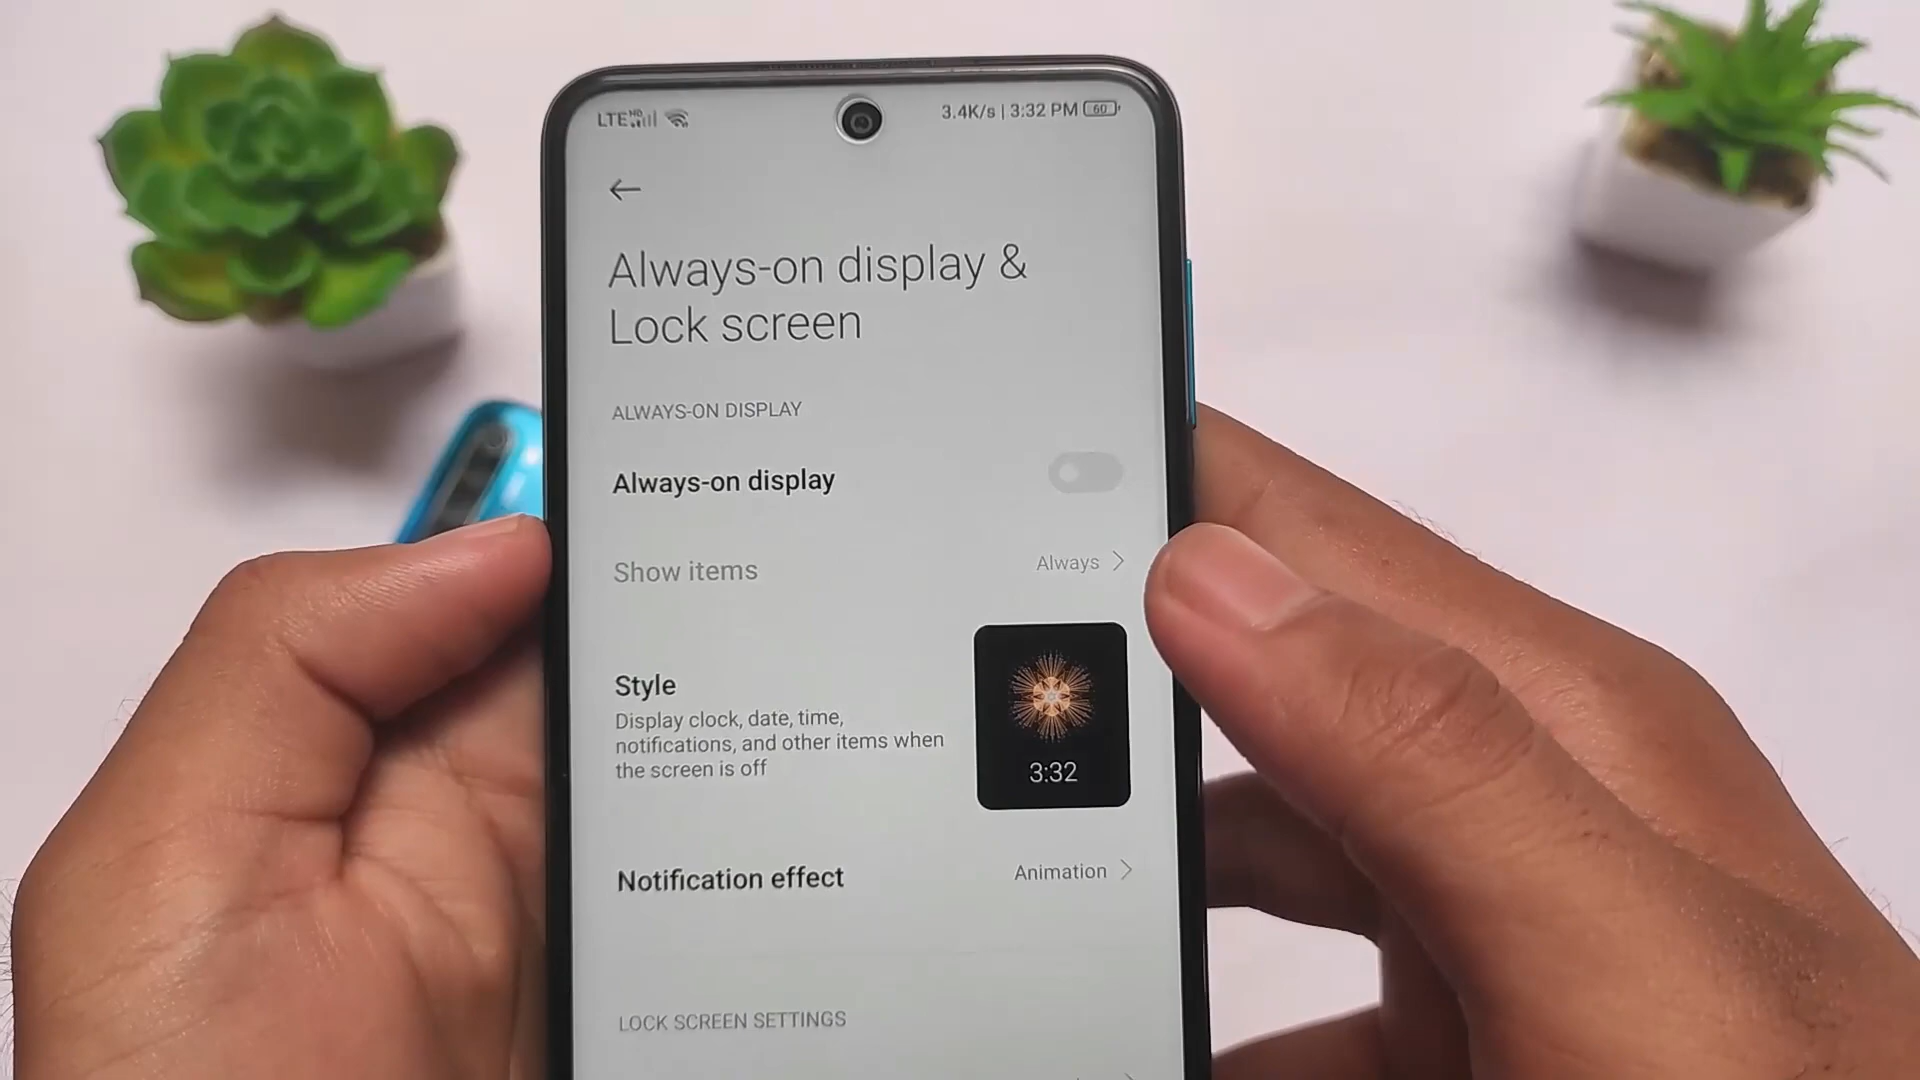 LTE HD
3.4K/s | 3:32 PM 60
Always-on display &
Lock screen
ALWAYS-ON DISPLAY
Always-on display
Show items
Always
Style
Display clock, date, time,
notifications, and other items when
the screen is off
3:32
Notification effect
Animation
LOCK SCREEN SETTINGS